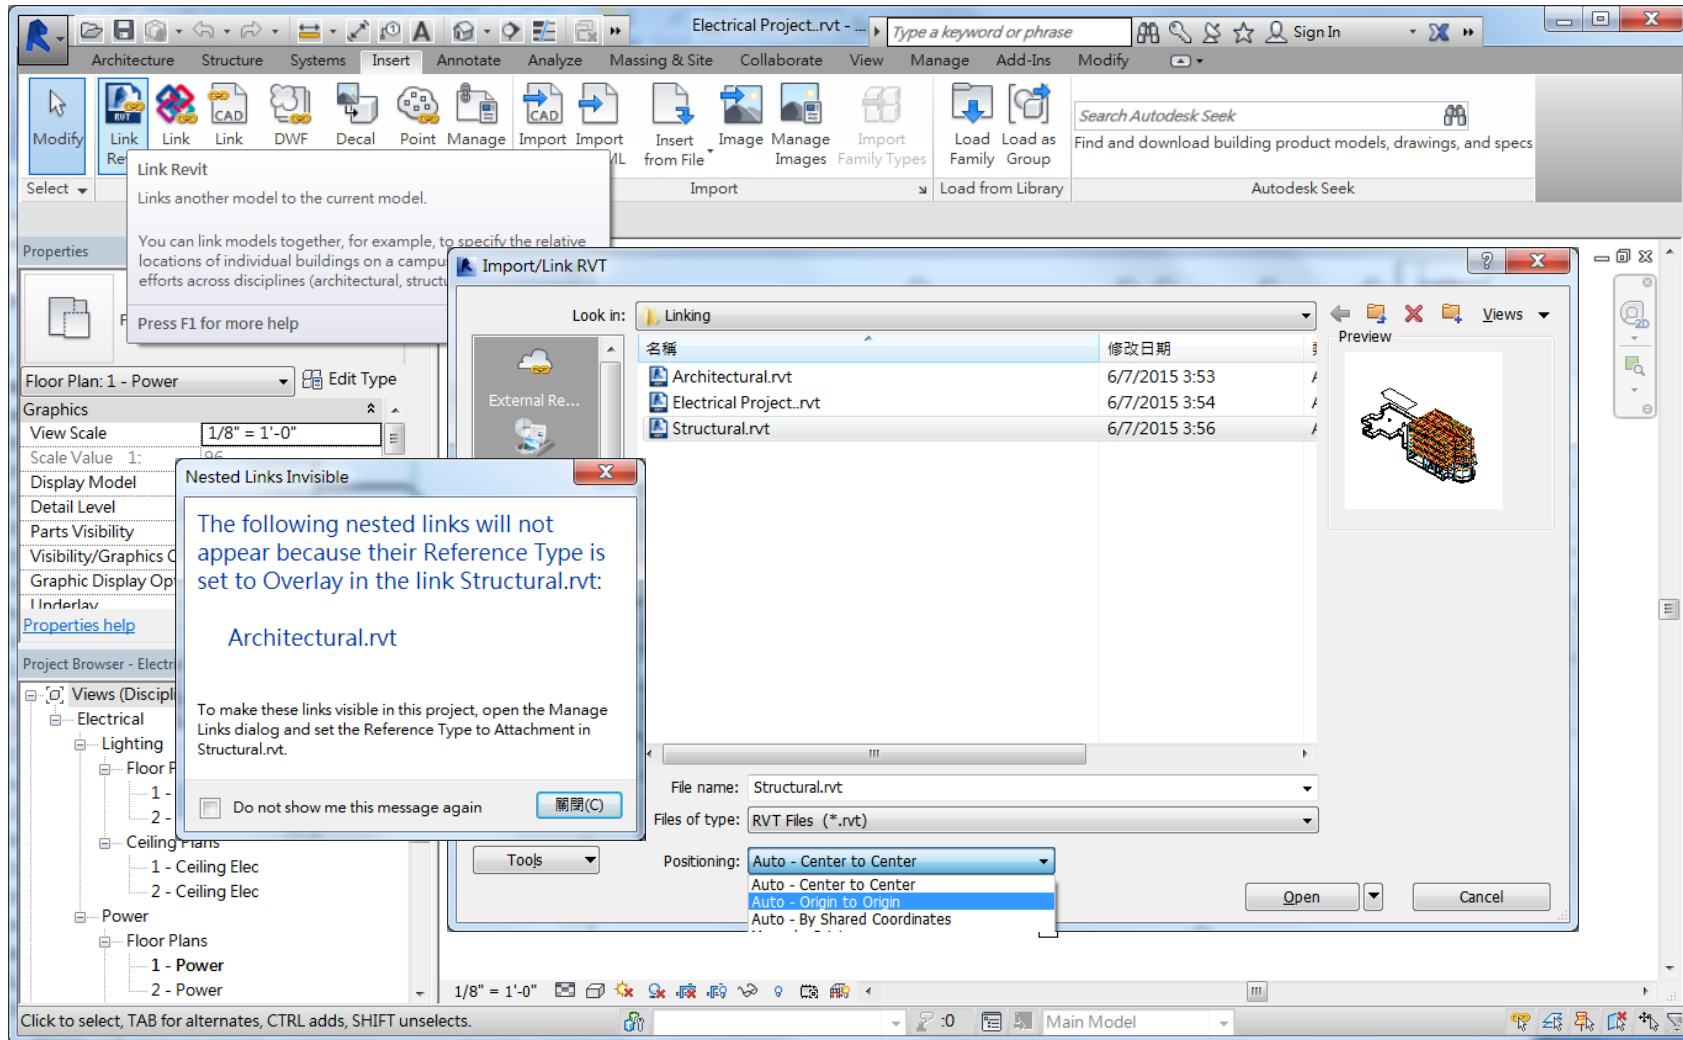 Electrical Project..rvt - ...
Type a keyword or phrase
Sign In
Architecture Structure Systems Insert Annotate Analyze Massing & Site Collaborate View Manage Add-Ins Modify
Modify
Link
Link
Link
DWF
Decal
Point
Manage
Import
Import
Insert
from File
Image
Manage
Images
Import
Family Types
Load
Family
Load as
Group
Search Autodesk Seek
Find and download building product models, drawings, and specs
Select
Import
Load from Library
Autodesk Seek
Link Revit
Links another model to the current model.
You can link models together, for example, to specify the relative
locations of individual buildings on a
efforts across disciplines (architectural,
Press F1 for more help
Properties
Floor Plan: 1 - Power
Edit Type
Graphics
View Scale 1/8" = 1'-0"
Scale Value 1: 96
Display Model
Detail Level
Parts Visibility
Visibility/Graphics
Graphic Display
Underlay
Properties help
Project Browser -
Views
Electrical
Lighting
Floor
1 -
2 -
Ceiling Plans
1 - Ceiling Elec
2 - Ceiling Elec
Power
Floor Plans
1 - Power
2 - Power
Import/Link RVT
Look in: Linking
Views
名稱 修改日期
Preview
External Re...
Architectural.rvt 6/7/2015 3:53
Electrical Project..rvt 6/7/2015 3:54
Structural.rvt 6/7/2015 3:56
File name: Structural.rvt
Files of type: RVT Files (*.rvt)
Tools
Positioning: Auto - Center to Center
Auto - Center to Center
Auto - Origin to Origin
Auto - By Shared Coordinates
Open
Cancel
Nested Links Invisible
The following nested links will not
appear because their Reference Type is
set to Overlay in the link Structural.rvt:
Architectural.rvt
To make these links visible in this project, open the Manage
Links dialog and set the Reference Type to Attachment in
Structural.rvt.
Do not show me this message again
關閉(C)
1/8" = 1'-0"
Click to select, TAB for alternates, CTRL adds, SHIFT unselects.
:0
Main Model